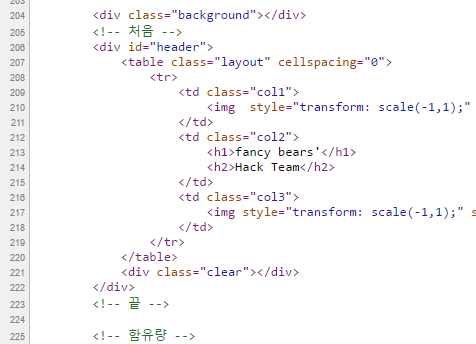 203
204 <div class="background"></div>
205 <!-- 처음 -->
206 <div id="header">
207 <table class="layout" cellspacing="0">
208 <tr>
209 <td class="col1">
210 <img  style="transform: scale(-1,1);"
211 </td>
212 <td class="col2">
213 <h1>fancy bears'</h1>
214 <h2>Hack Team</h2>
215 </td>
216 <td class="col3">
217 <img style="transform: scale(-1,1);" s
218 </td>
219 </tr>
220 </table>
221 <div class="clear"></div>
222 </div>
223 <!-- 끝 -->
224
225 <!-- 함유량 -->